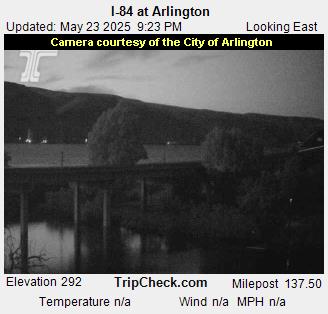 I-84 at Arlington
Updated: May 23 2025 9:23 PM Looking East
Camera courtesy of the City of Arlington
Elevation 292 TripCheck.com Milepost 137.50
Temperature n/a Wind n/a MPH n/a